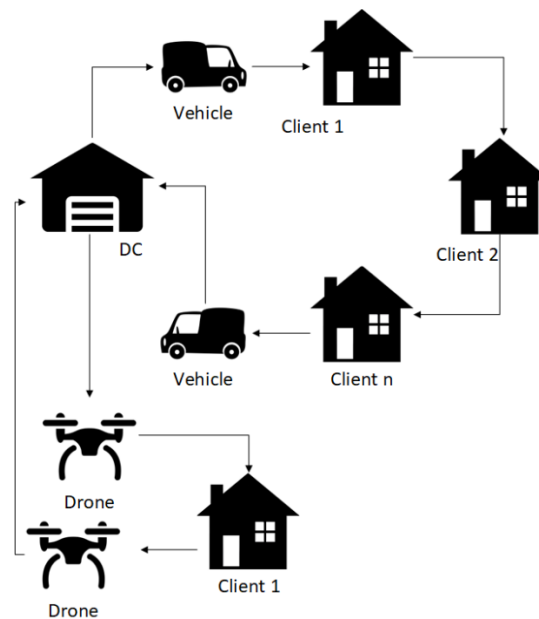 Vehicle
Client 1
DC
Client 2
Vehicle
Client n
Drone
Client 1
Drone